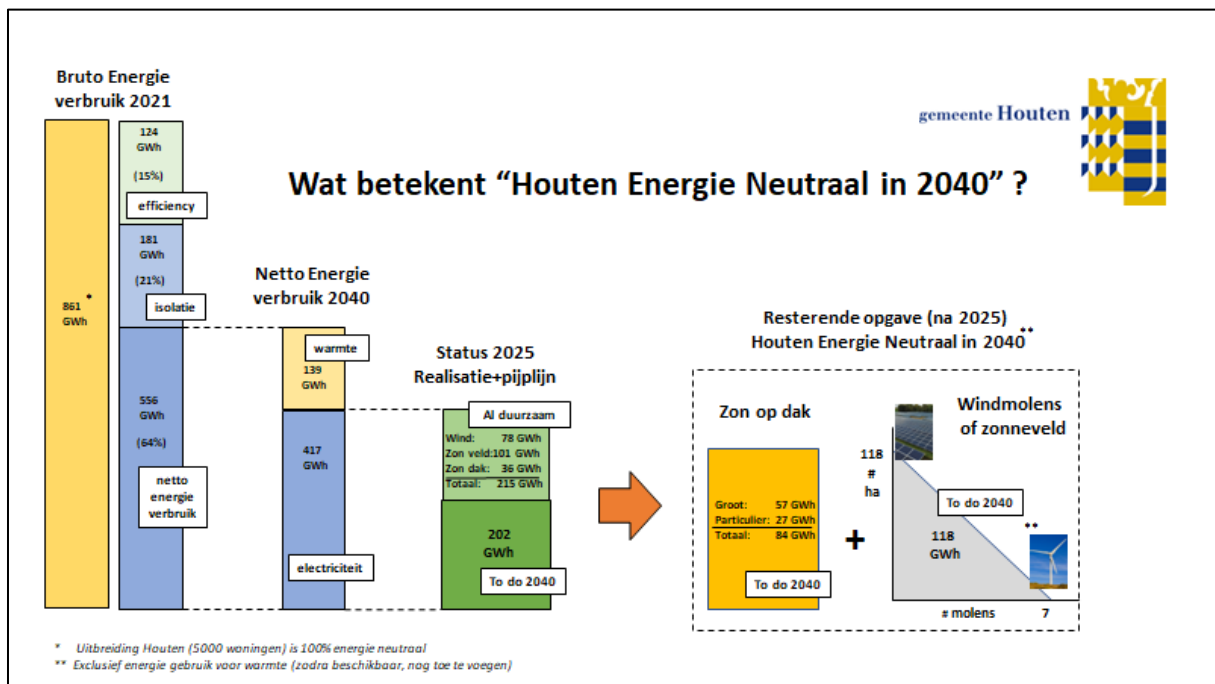 Bruto Energie
verbruik 2021
gemeente Houten
Wat betekent “Houten Energie Neutraal in 2040” ?
861 *
GWh
124
GWh
(15%)
efficiency
181
GWh
(21%)
isolatie
556
GWh
(64%)
netto
energie
verbruik
Netto Energie
verbruik 2040
warmte
139
GWh
417
GWh
electriciteit
Status 2025
Realisatie+pijplijn
Al duurzaam
Wind: 78 GWh
Zon veld:101 GWh
Zon dak: 36 GWh
Totaal: 215 GWh
202
GWh
To do 2040
Resterende opgave (na 2025)
Houten Energie Neutraal in 2040**
Zon op dak
Groot: 57 GWh
Particulier: 27 GWh
Totaal: 84 GWh
To do 2040
+
Windmolens
of zonneveld
118
#
ha
To do 2040
**
118
GWh
# molens 7
* Uitbreiding Houten (5000 woningen) is 100% energie neutraal
** Exclusief energie gebruik voor warmte (zodra beschikbaar, nog toe te voegen)